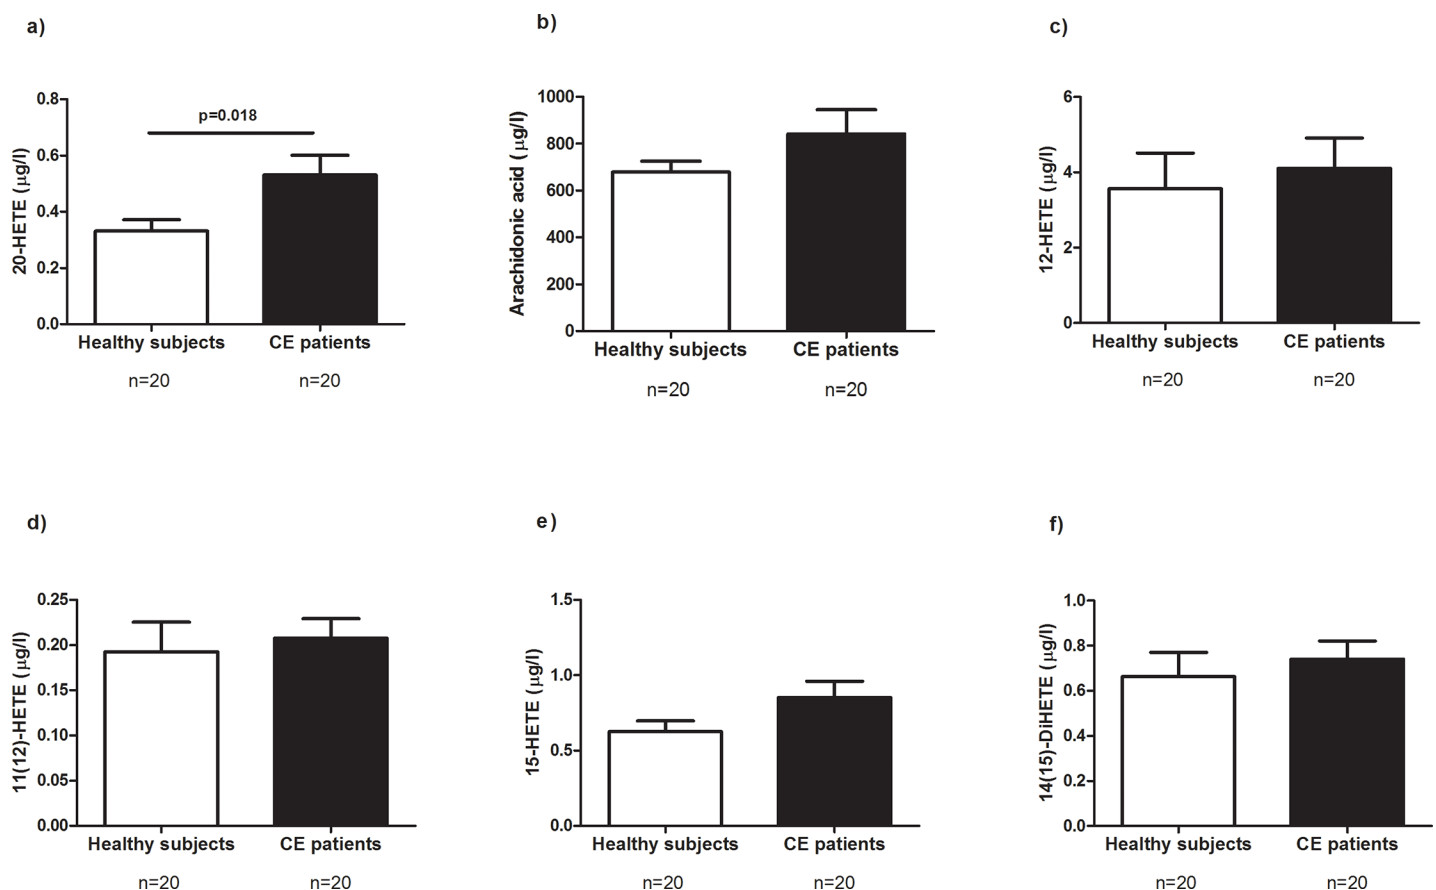 a)
0.8
0.6
0.4
0.2
0.0
20-HETE (µg/l)
p=0.018
Healthy subjects
CE patients
n=20
n=20
b)
1000
800
600
400
200
0
Arachidonic acid (µg/l)
Healthy subjects
CE patients
n=20
n=20
c)
6
4
2
0
12-HETE (µg/l)
Healthy subjects
CE patients
n=20
n=20
d)
0.25
0.20
0.15
0.10
0.05
0.00
11(12)-HETE (µg/l)
Healthy subjects
CE patients
n=20
n=20
e)
1.5
1.0
0.5
0.0
15-HETE (µg/l)
Healthy subjects
CE patients
n=20
n=20
f)
1.0
0.8
0.6
0.4
0.2
0.0
14(15)-DiHETE (µg/l)
Healthy subjects
CE patients
n=20
n=20